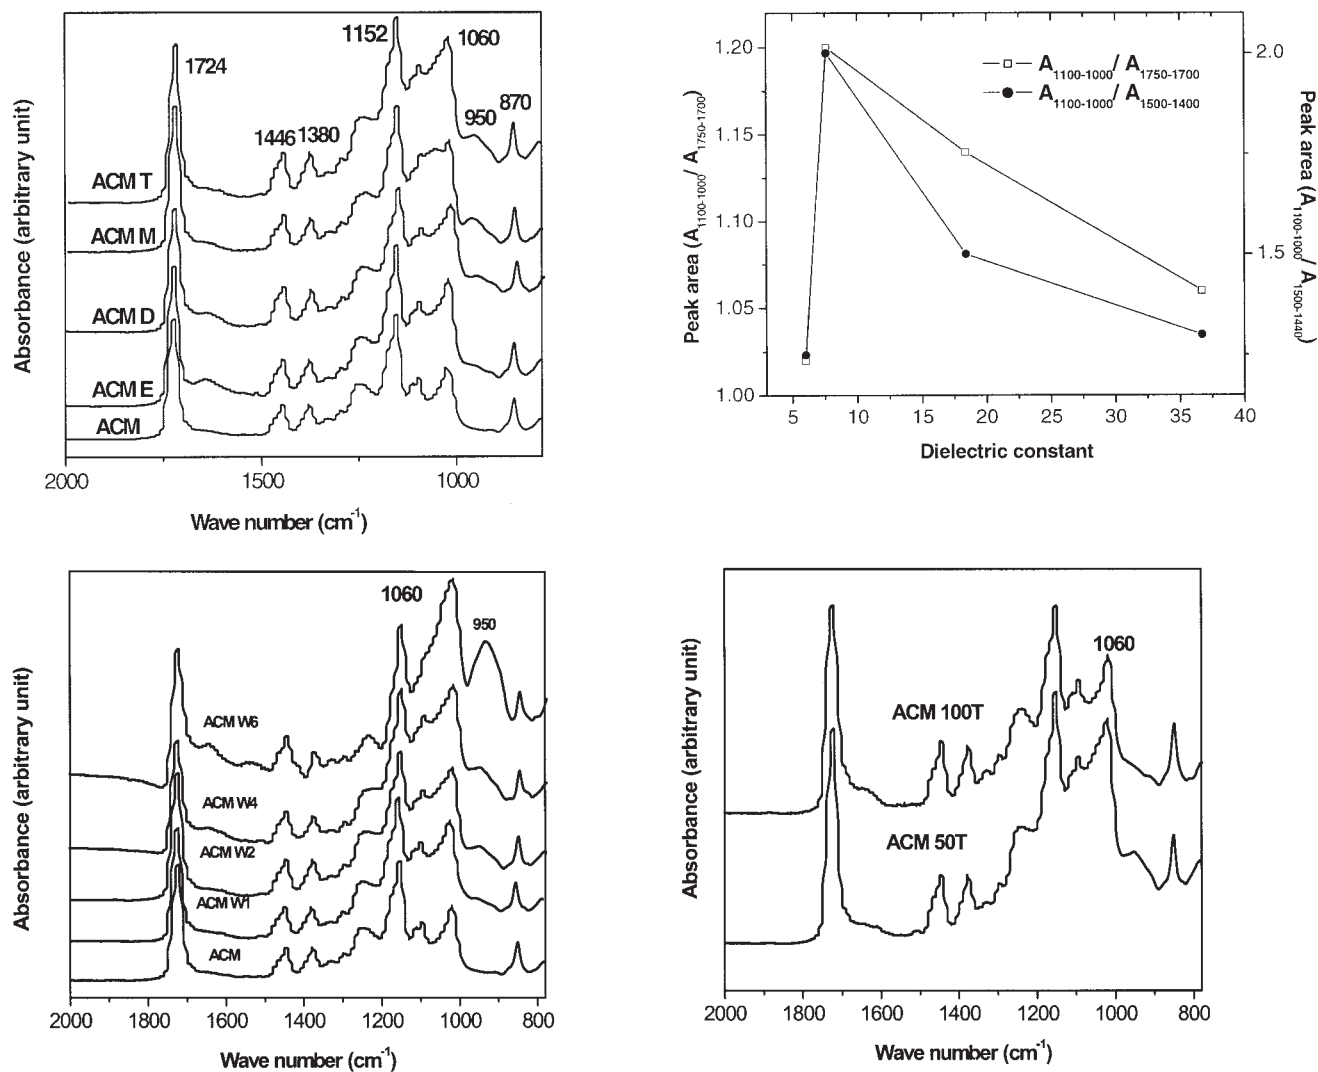 1152
1060
1724
950
870
1446
1380
ACM T
ACM M
ACM D
ACM E
ACM
Absorbance (arbitrary unit)
2000
1500
1000
Wave number (cm-1)
1.20
1.15
1.10
1.05
1.00
2.0
1.5
A1100-1000/ A1750-1700
A1100-1000/ A1500-1400
Peak area (A1100-1000/ A1750-1700)
Peak area (A1100-1000/ A1500-1440)
5
10
15
20
25
30
35
40
Dielectric constant
1060
950
ACM W6
ACM W4
ACM W2
ACM W1
ACM
Absorbance (arbitrary unit)
2000
1800
1600
1400
1200
1000
800
Wave number (cm-1)
1060
ACM 100T
ACM 50T
Absorbance (arbitrary unit)
2000
1800
1600
1400
1200
1000
800
Wave number (cm-1)